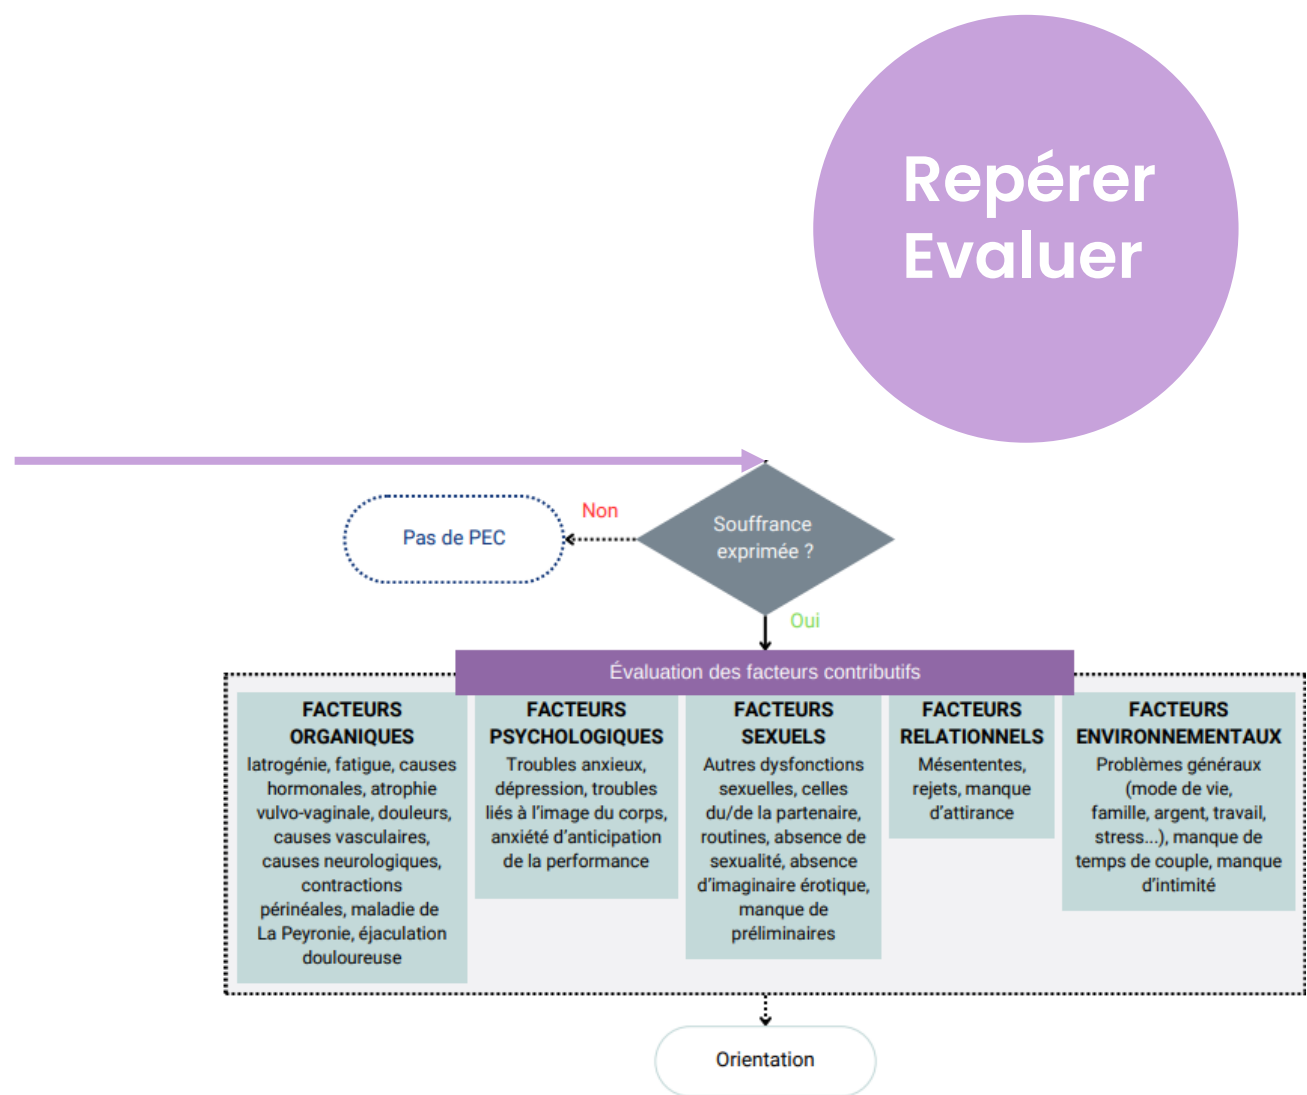 Repérer
Evaluer
Souffrance
exprimée ?
Non
Pas de PEC
Oui
Évaluation des facteurs contributifs
FACTEURS
ORGANIQUES
Iatrogénie, fatigue, causes
hormonales, atrophie
vulvo-vaginale, douleurs,
causes vasculaires,
causes neurologiques,
contractions
périnéales, maladie de
La Peyronie, éjaculation
douloureuse
FACTEURS
PSYCHOLOGIQUES
Troubles anxieux,
dépression, troubles
liés à l'image du corps,
anxiété d'anticipation
de la performance
FACTEURS
SEXUELS
Autres dysfonctions
sexuelles, celles
du/de la partenaire,
routines, absence de
sexualité, absence
d'imaginaire érotique,
manque de
préliminaires
FACTEURS
RELATIONNELS
Mésententes,
rejets, manque
d'attirance
FACTEURS
ENVIRONNEMENTAUX
Problèmes généraux
(mode de vie,
famille, argent, travail,
stress...), manque de
temps de couple, manque
d'intimité
Orientation